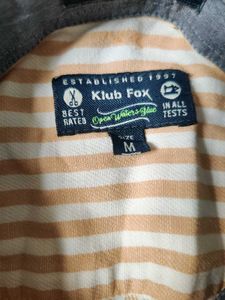 ESTABLISHED 1997
Klub Fox
BEST RATED
Open Waters Blue
IN ALL TESTS
SIZE
M